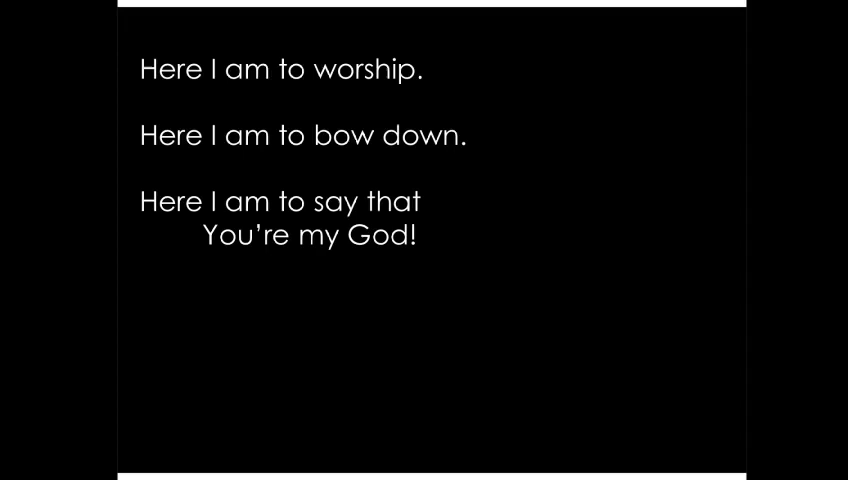 Here I am to worship.
Here I am to bow down.
Here I am to say that
You’re my God!